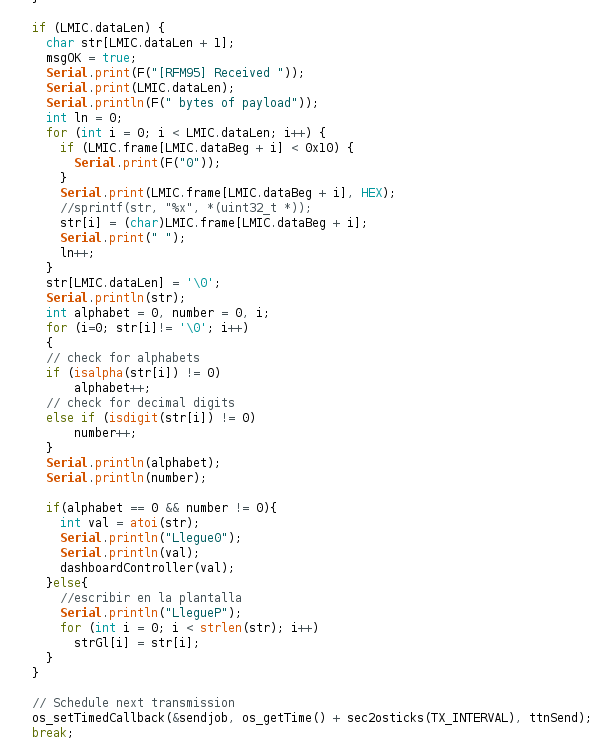 if (LMIC.dataLen) {
char str[LMIC.dataLen + 1];
msgOK = true;
Serial.print(F("[RFM95] Received "));
Serial.print(LMIC.dataLen);
Serial.println(F(" bytes of payload"));
int ln = 0;
for (int i = 0; i < LMIC.dataLen; i++) {
if (LMIC.frame[LMIC.dataBeg + i] < 0x10) {
Serial.print(F("0"));
}
Serial.print(LMIC.frame[LMIC.dataBeg + i], HEX);
//sprintf(str, "%x", *(uint32_t *));
str[i] = (char)LMIC.frame[LMIC.dataBeg + i];
Serial.print(" ");
ln++;
}
str[LMIC.dataLen] = '\0';
Serial.println(str);
int alphabet = 0, number = 0, i;
for (i=0; str[i]!= '\0'; i++)
{
// check for alphabets
if (isalpha(str[i]) != 0)
alphabet++;
// check for decimal digits
else if (isdigit(str[i]) != 0)
number++;
}
Serial.println(alphabet);
Serial.println(number);
if(alphabet == 0 && number != 0){
int val = atoi(str);
Serial.println("Llegue0");
Serial.println(val);
dashboardController(val);
}else{
//escribir en la plantalla
Serial.println("LlegueP");
for (int i = 0; i < strlen(str); i++)
strGl[i] = str[i];
}
}
// Schedule next transmission
os_setTimedCallback(&sendjob, os_getTime() + sec2osticks(TX_INTERVAL), ttnSend);
break;